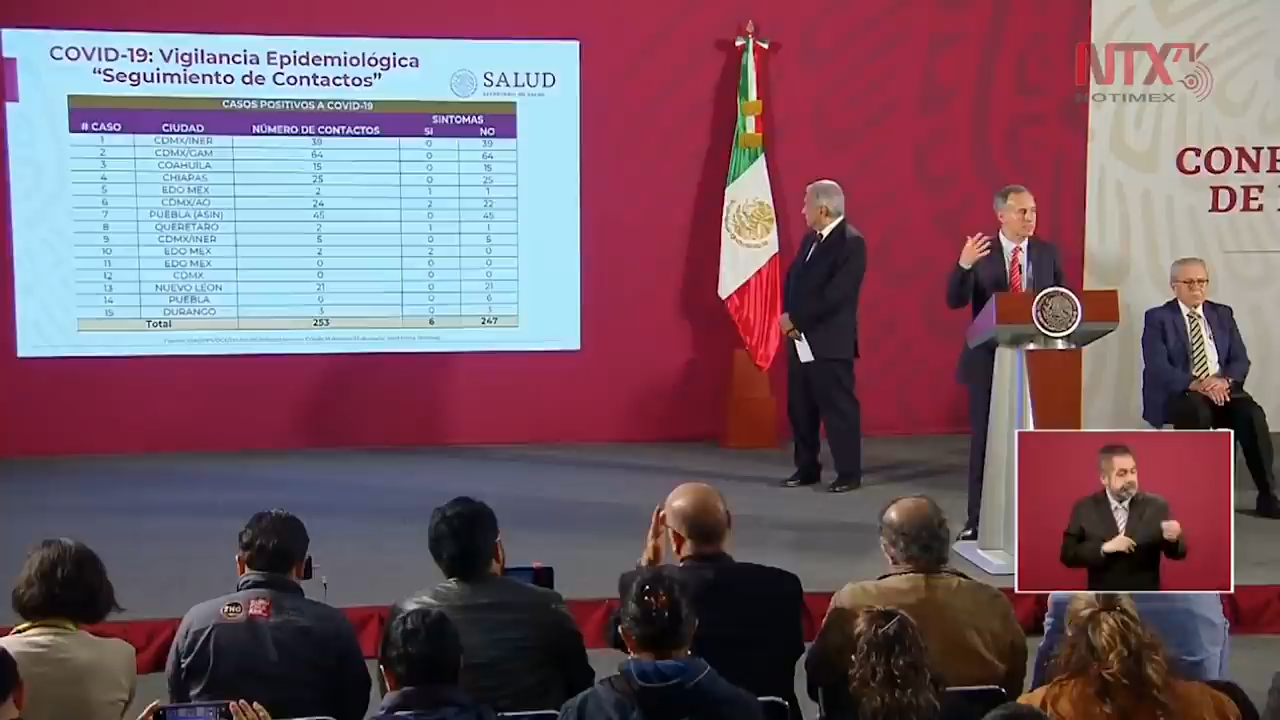 COVID-19: Vigilancia Epidemiológica
“Seguimiento de Contactos”
SALUD
SECRETARÍA DE SALUD
CASOS POSITIVOS A COVID-19
# CASO CIUDAD NÚMERO DE CONTACTOS SINTOMAS
SI NO
1 CDMX/INER 39 0 39
2 CDMX/GAM 64 0 64
3 COAHUILA 15 0 15
4 CHIAPAS 25 0 25
5 EDO MEX 2 1 1
6 CDMX/AO 24 2 22
7 PUEBLA (ASIN) 45 0 45
8 QUERETARO 2 1 1
9 CDMX/INER 5 0 5
10 EDO MEX 2 2 0
11 EDO MEX 0 0 0
12 CDMX 0 0 0
13 NUEVO LEÓN 21 0 21
14 PUEBLA 6 0 6
15 DURANGO 3 0
Total 253 6 247
NTX
NOTIMEX
CONF
DE